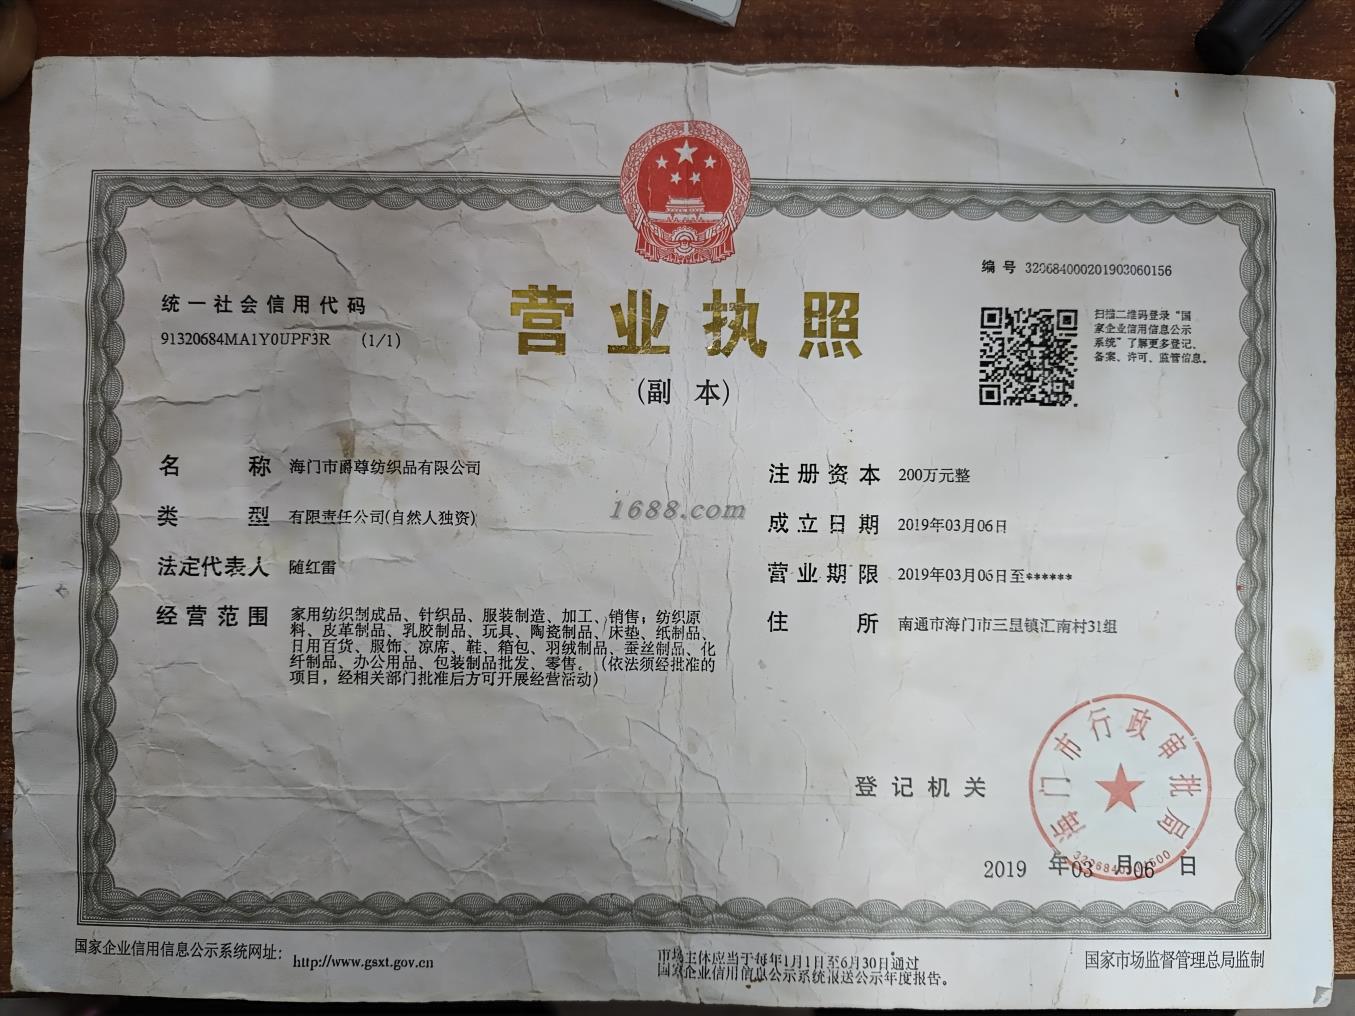 编号 320684000201903060156
统一社会信用代码
91320684MA1Y0UPF3R (1/1)
营业执照
(副本)
扫描二维码登录“国
家企业信用信息公示
系统”了解更多登记、
备案、许可、监管信息。
名称 海门市爵尊纺织品有限公司
类型 有限责任公司(自然人独资)
法定代表人 随红雷
经营范围 家用纺织制成品、针织品、服装制造、加工、销售;纺织原
料、皮革制品、乳胶制品、玩具、陶瓷制品、床垫、纸制品、
日用百货、服饰、凉席、鞋、箱包、羽绒制品、蚕丝制品、化
纤制品、办公用品、包装制品批发、零售。(依法须经批准的
项目,经相关部门批准后方可开展经营活动)
注册资本 200万元整
成立日期 2019年03月06日
营业期限 2019年03月06日至******
住所 南通市海门市三星镇汇南村31组
1688.com
登记机关
海门市行政审批局
2019年03月06日
国家企业信用信息公示系统网址: http://www.gsxt.gov.cn
市场主体应当于每年1月1日至6月30日通过
国家企业信用信息公示系统报送公示年度报告。
国家市场监督管理总局监制